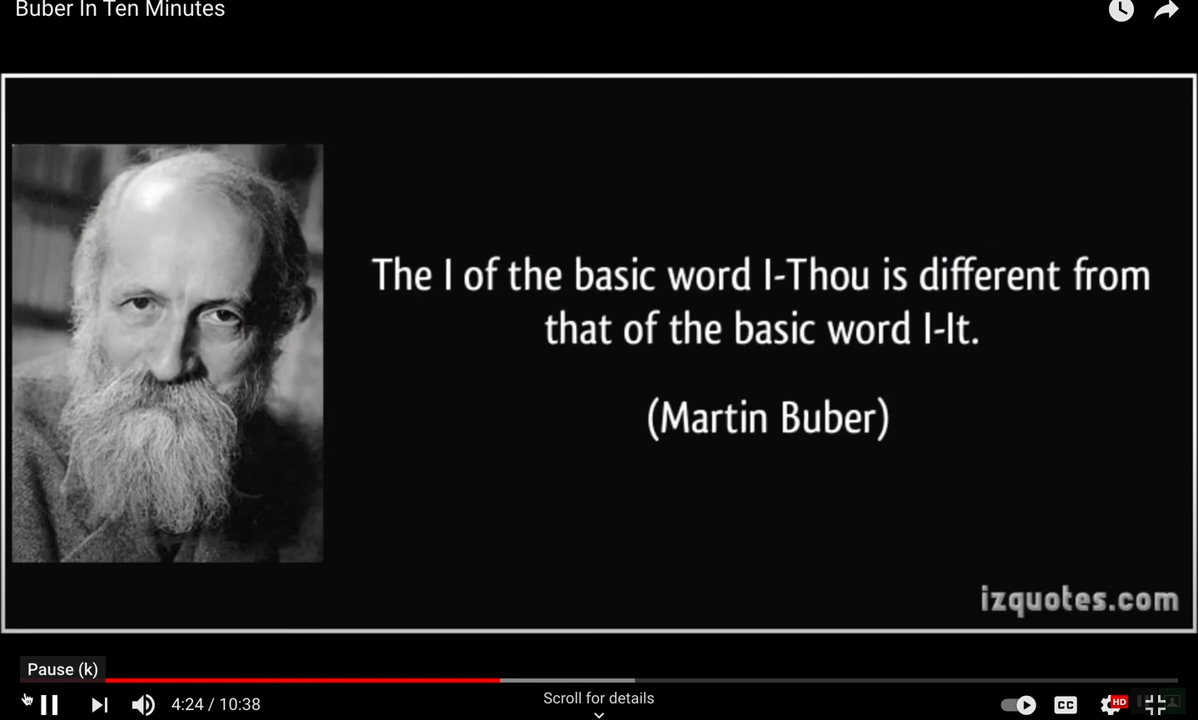 Buber In Ten Minutes
The I of the basic word I-Thou is different from
that of the basic word I-It.
(Martin Buber)
izquotes.com
Pause (k)
4:24 / 10:38
Scroll for details
CC
HD